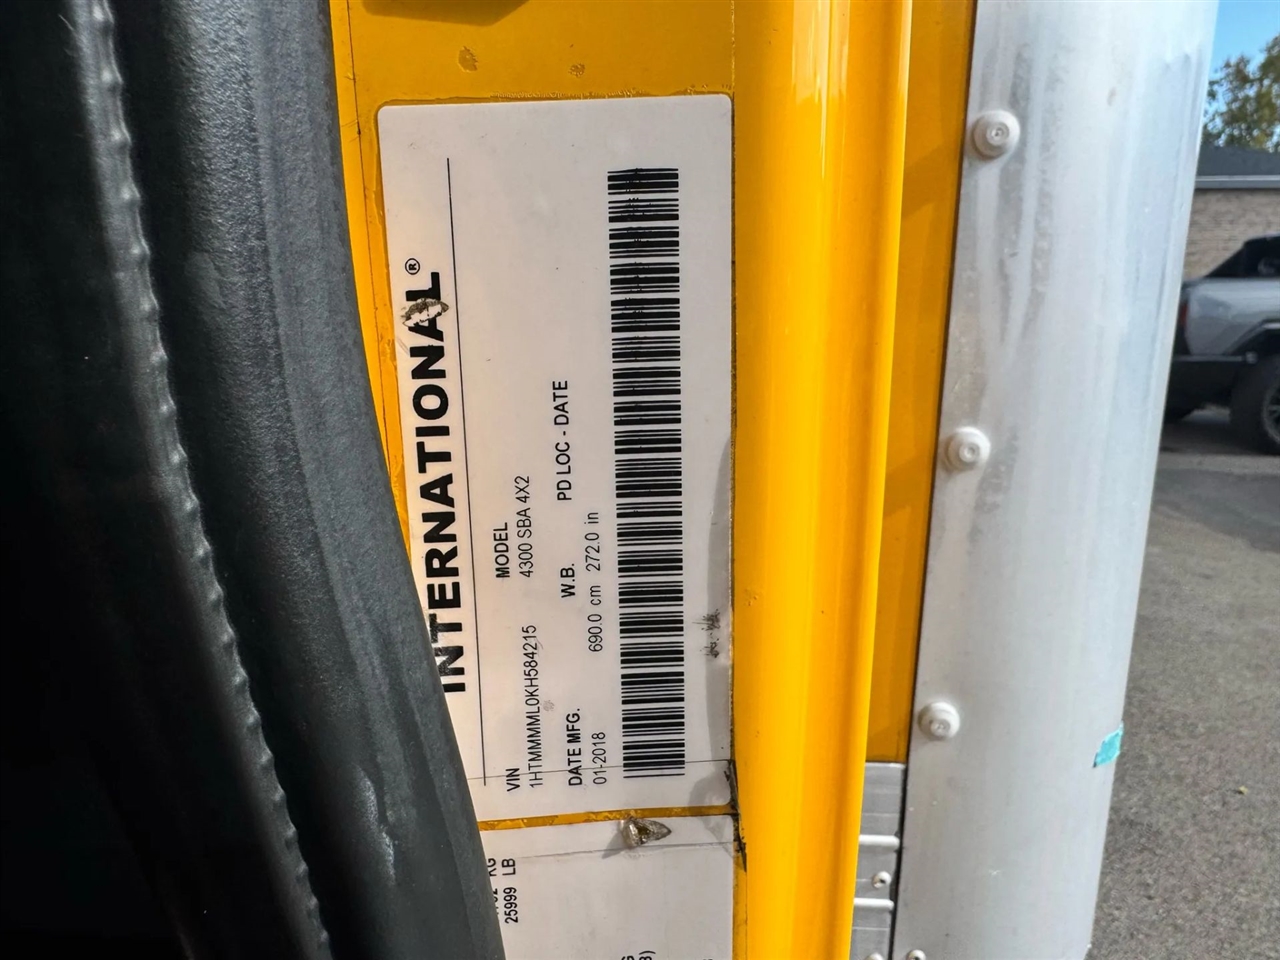 INTERNATIONAL®
VIN MODEL
1HTMMMML0KH584215 4300 SBA 4X2
DATE MFG. W.B. PD LOC - DATE
01-2018 690.0 cm 272.0 in
KG
25999 LB